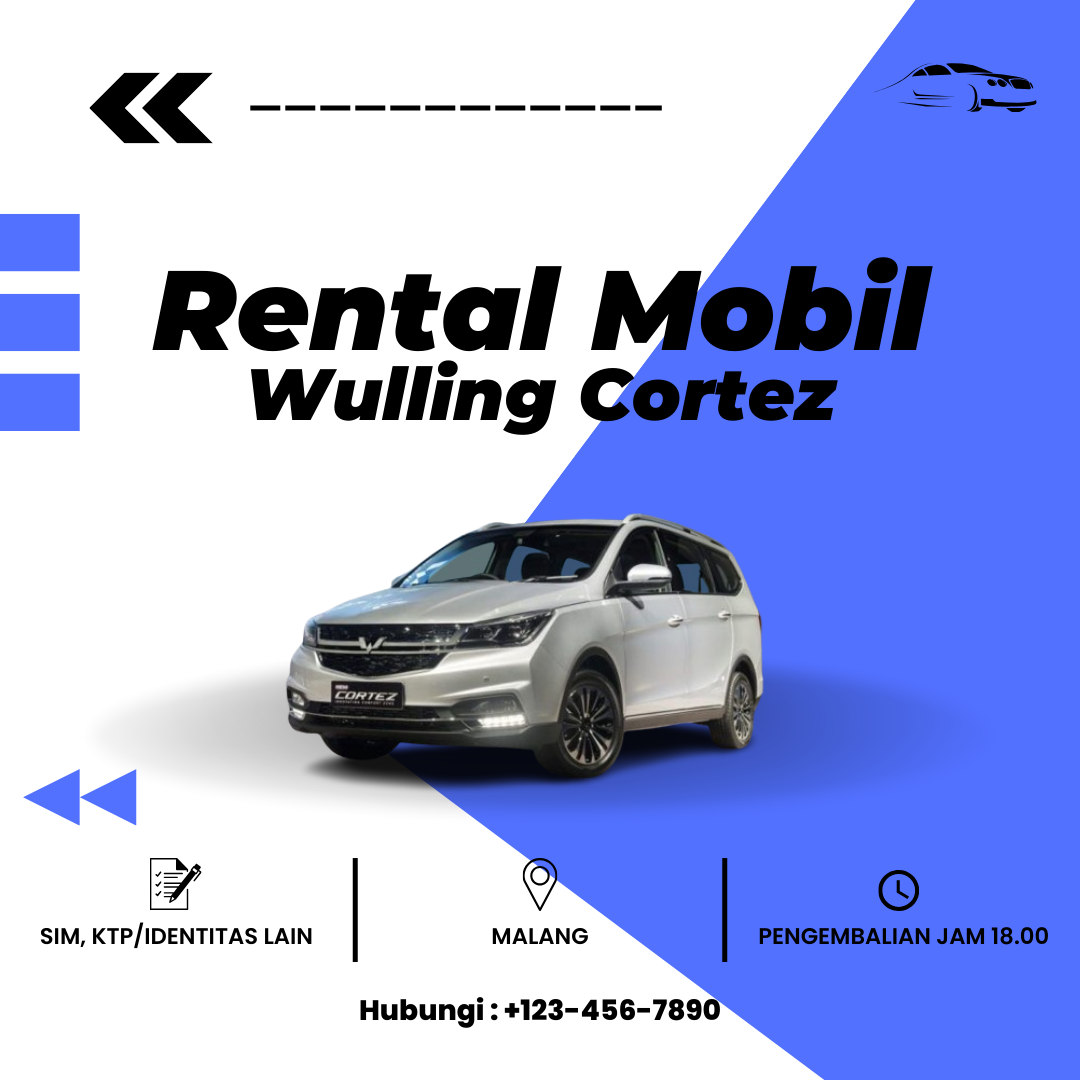 Rental Mobil
Wulling Cortez
CORTEZ
SIM, KTP/IDENTITAS LAIN
MALANG
PENGEMBALIAN JAM 18.00
Hubungi : +123-456-7890